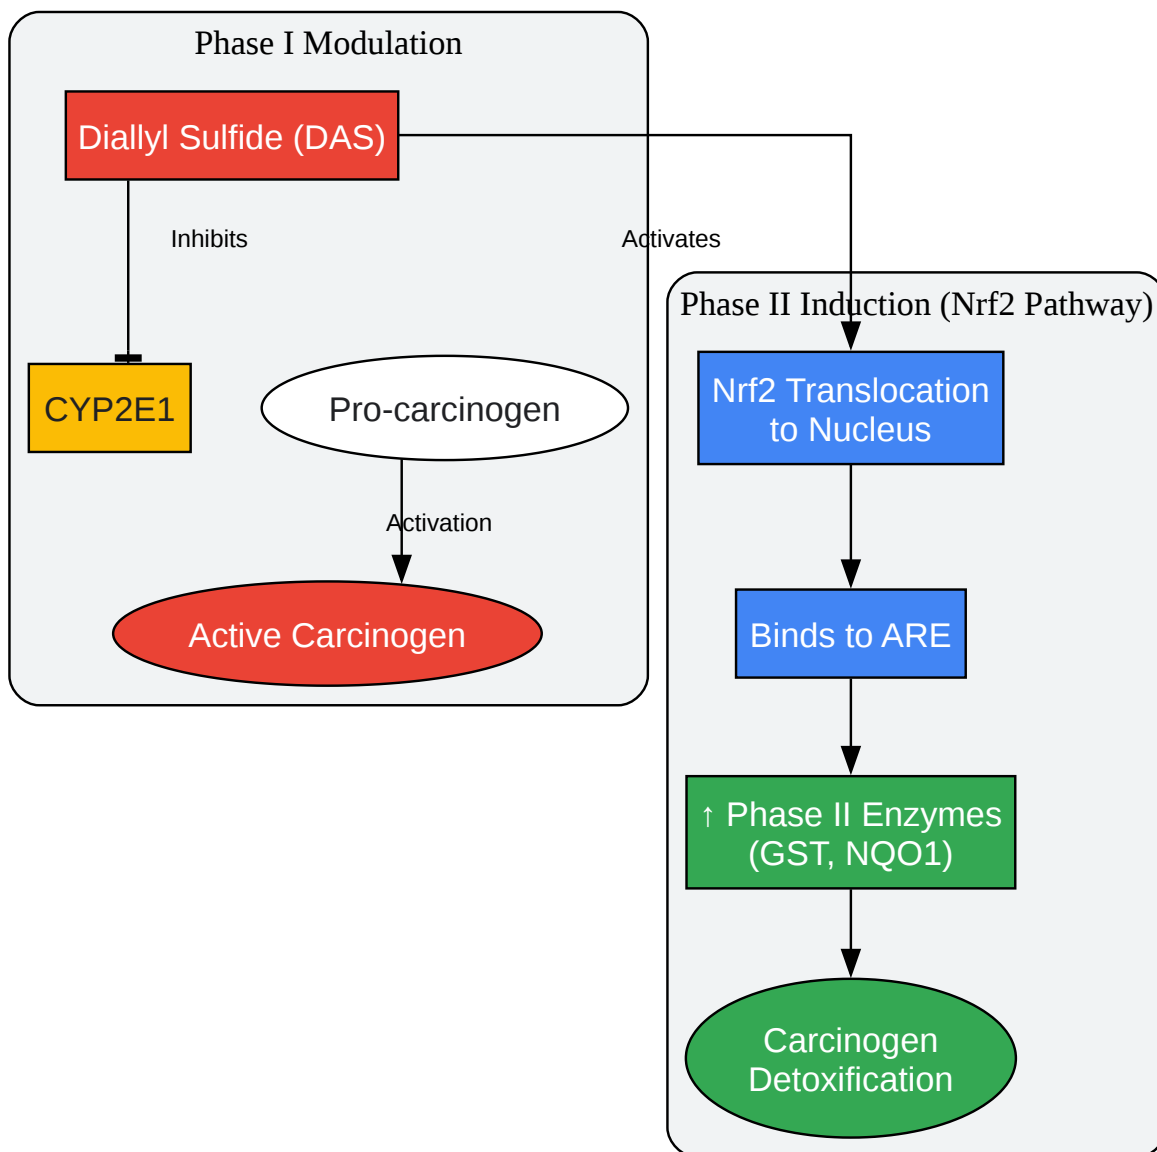 Phase I Modulation
Diallyl Sulfide (DAS)
Inhibits
Activates
Phase II Induction (Nrf2 Pathway)
CYP2E1
Pro-carcinogen
Nrf2 Translocation
to Nucleus
Activation
Active Carcinogen
Binds to ARE
↑ Phase II Enzymes
(GST, NQO1)
Carcinogen
Detoxification